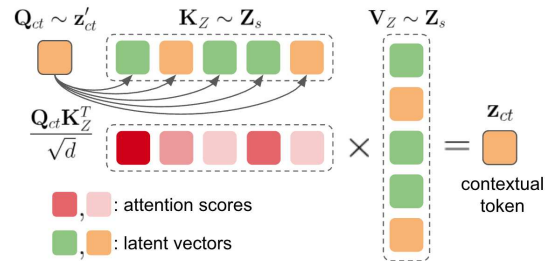 Q_ct ∼ z′_ct
K_Z ∼ Z_s
V_Z ∼ Z_s
Q_ct K_Z^T
√d
×
=
z_ct
contextual
token
, : attention scores
, : latent vectors